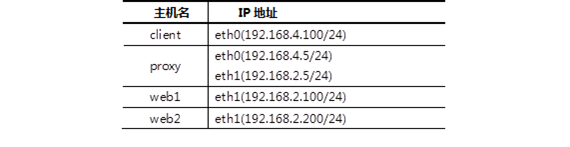 主机名 IP 地址
client eth0(192.168.4.100/24)
proxy eth0(192.168.4.5/24)
eth1(192.168.2.5/24)
web1 eth1(192.168.2.100/24)
web2 eth1(192.168.2.200/24)